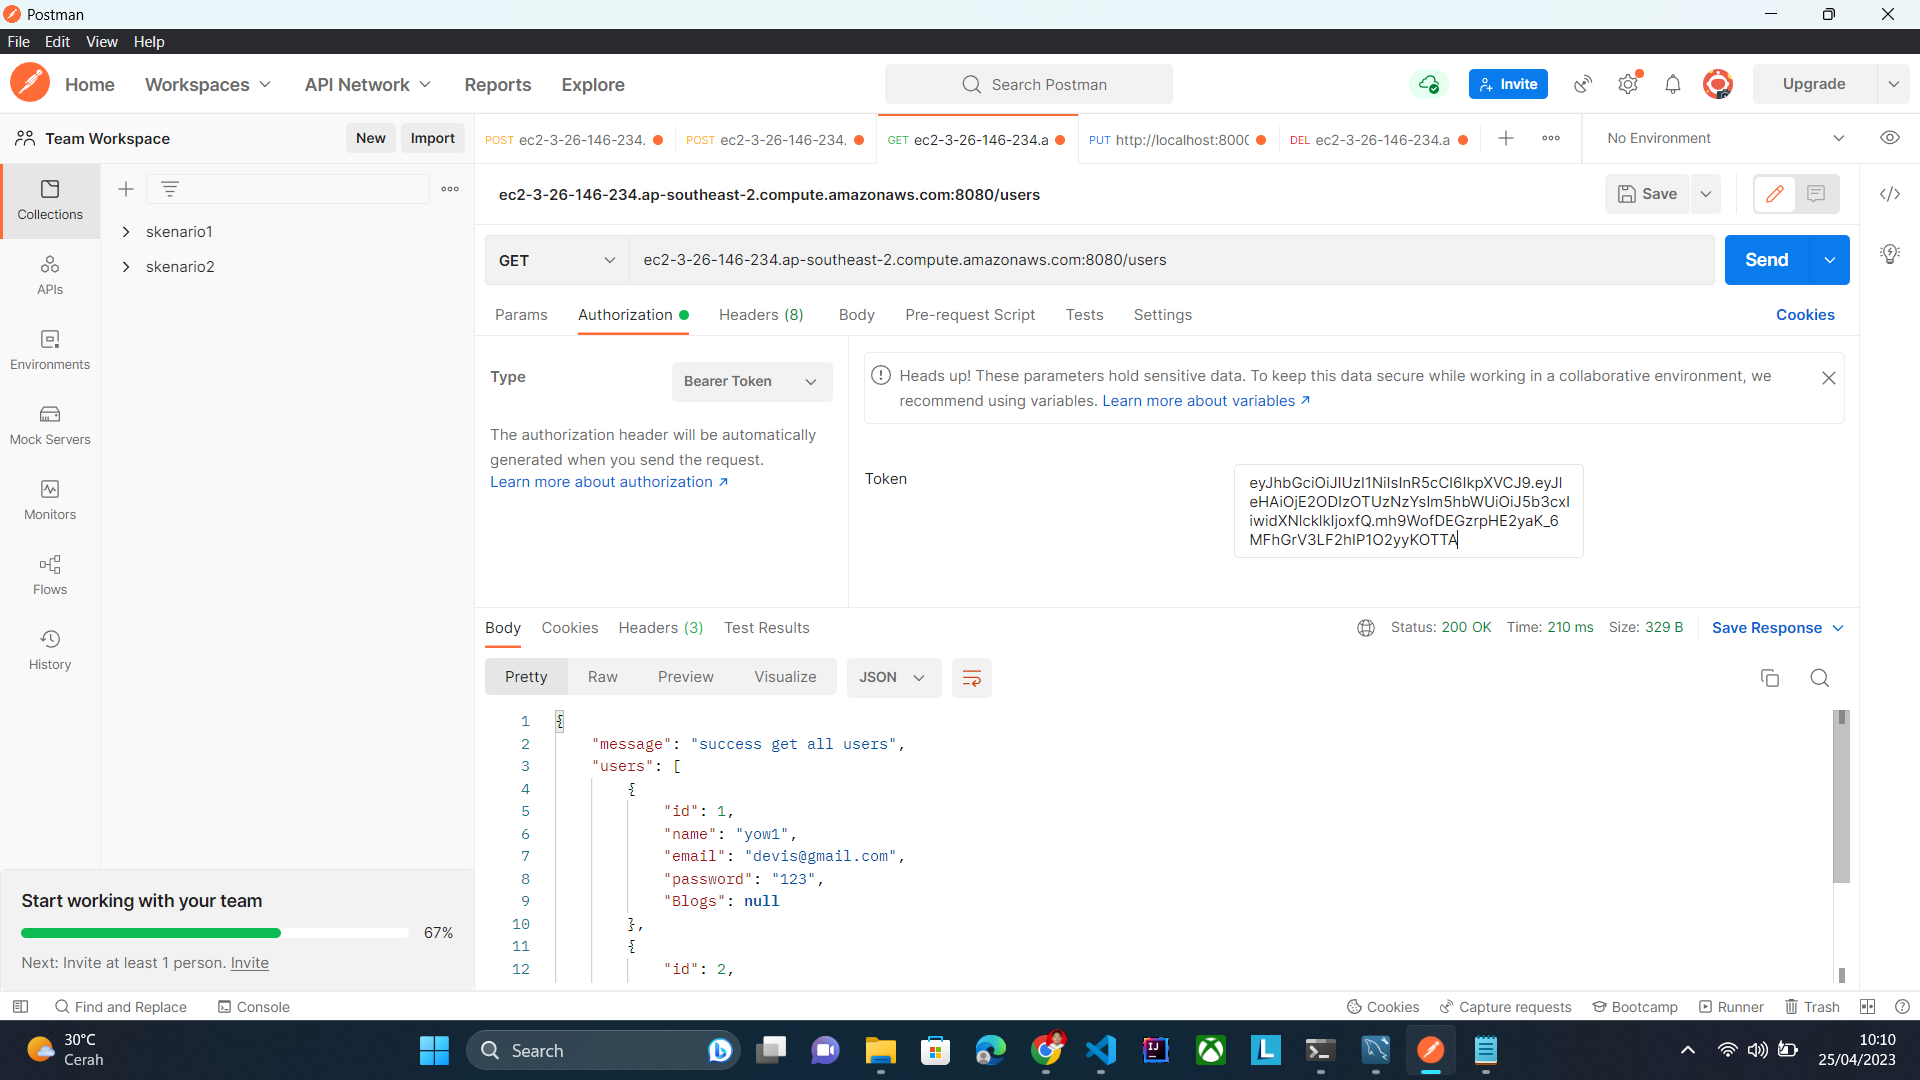 Postman
File Edit View Help
Home Workspaces API Network Reports Explore
Search Postman
Invite
Upgrade
Team Workspace
New Import
POST ec2-3-26-146-234.
POST ec2-3-26-146-234.
GET ec2-3-26-146-234.a
PUT http://localhost:800
DEL ec2-3-26-146-234.a
No Environment
Collections
APIs
Environments
Mock Servers
Monitors
Flows
History
skenario1
skenario2
ec2-3-26-146-234.ap-southeast-2.compute.amazonaws.com:8080/users
Save
GET
ec2-3-26-146-234.ap-southeast-2.compute.amazonaws.com:8080/users
Send
Params Authorization Headers (8) Body Pre-request Script Tests Settings
Cookies
Type
Bearer Token
The authorization header will be automatically
generated when you send the request.
Learn more about authorization ↗
Heads up! These parameters hold sensitive data. To keep this data secure while working in a collaborative environment, we
recommend using variables. Learn more about variables ↗
Token
Body Cookies Headers (3) Test Results
Status: 200 OK Time: 210 ms Size: 329 B
Save Response
Pretty Raw Preview Visualize
JSON
1 {
2 "message": "success get all users",
3 "users": [
4 {
5 "id": 1,
6 "name": "yow1",
7 "email": "devis@gmail.com",
8 "password": "123",
9 "Blogs": null
10 },
11 {
12 "id": 2,
Start working with your team
67%
Next: Invite at least 1 person. Invite
Find and Replace Console
Cookies Capture requests Bootcamp Runner Trash
30°C
Cerah
Search
10:10
25/04/2023